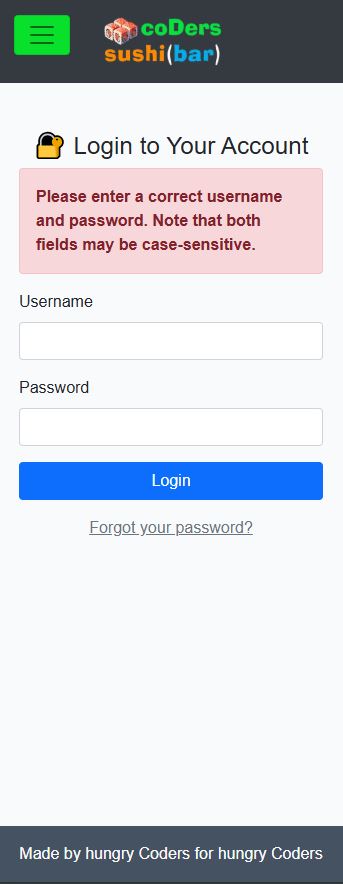 coDers
sushi(bar)
Login to Your Account
Please enter a correct username
and password. Note that both
fields may be case-sensitive.
Username
Password
Login
Forgot your password?
Made by hungry Coders for hungry Coders